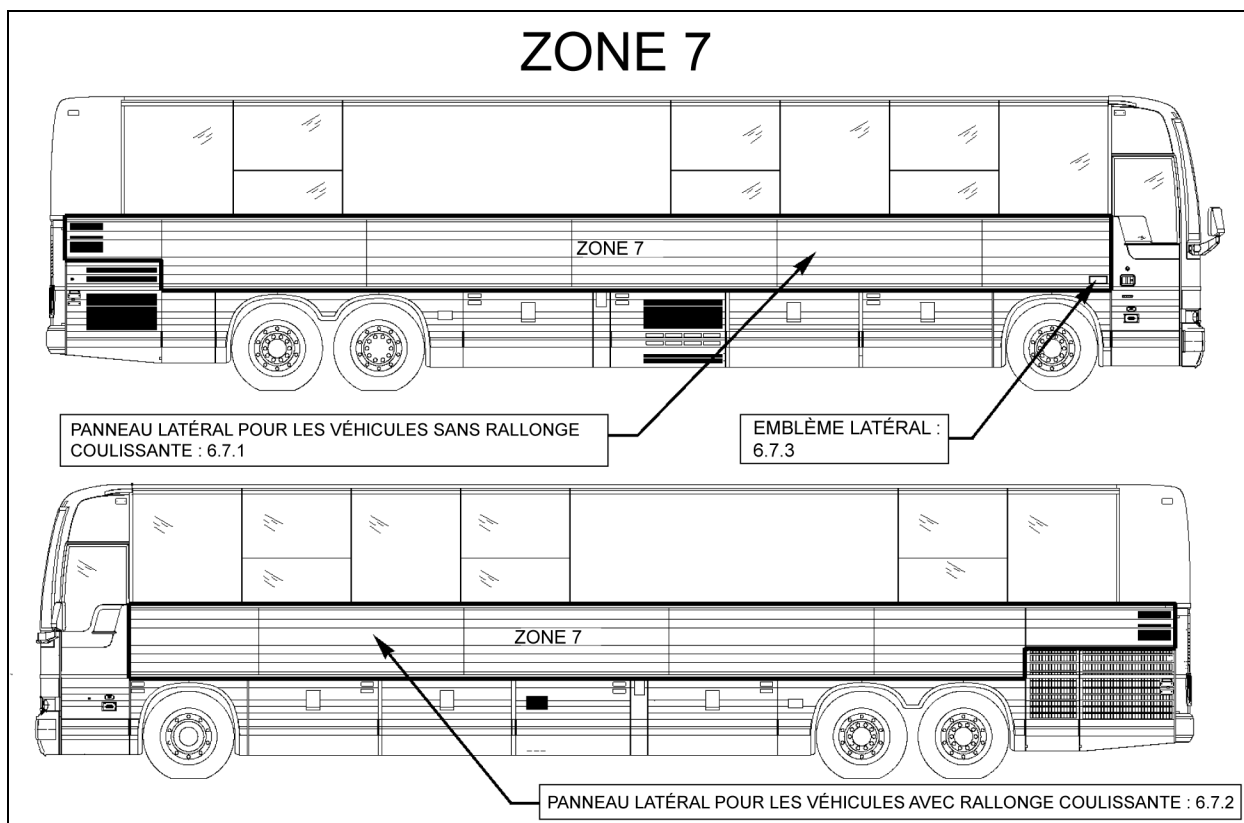 ZONE 7
ZONE 7
PANNEAU LATÉRAL POUR LES VÉHICULES SANS RALLONGE
COULISSANTE : 6.7.1
EMBLÈME LATÉRAL :
6.7.3
ZONE 7
PANNEAU LATÉRAL POUR LES VÉHICULES AVEC RALLONGE COULISSANTE : 6.7.2